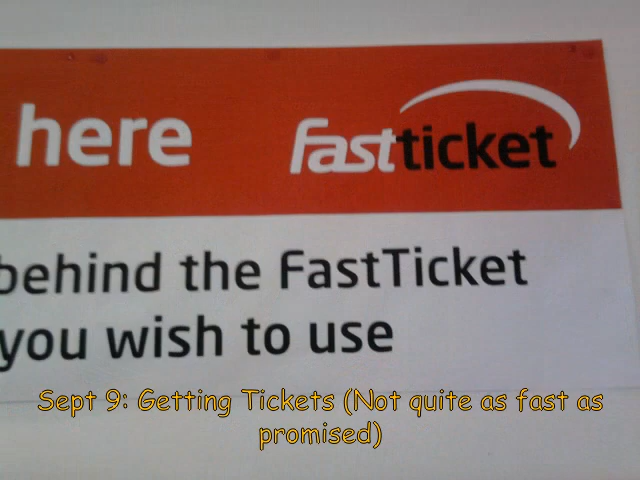 here fastticket
behind the FastTicket
you wish to use
Sept 9: Getting Tickets (Not quite as fast as
promised)